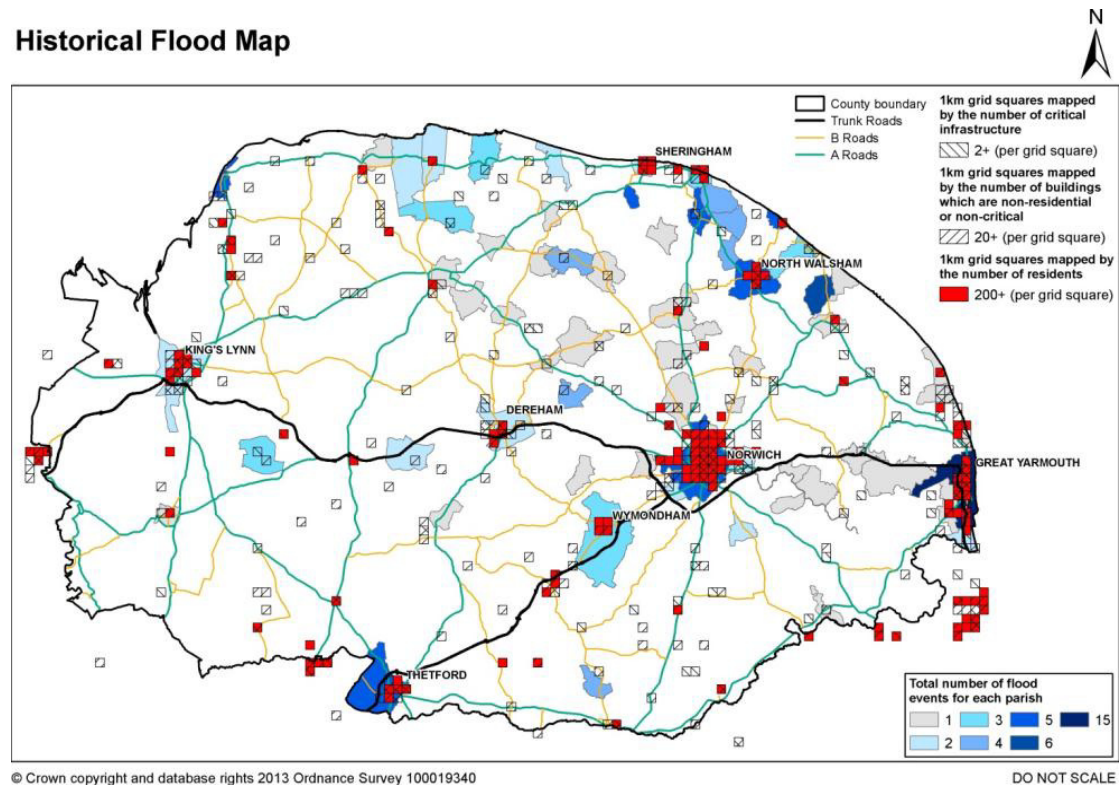 Historical Flood Map
N
County boundary
Trunk Roads
B Roads
A Roads
1km grid squares mapped
by the number of critical
infrastructure
2+ (per grid square)
1km grid squares mapped
by the number of buildings
which are non-residential
or non-critical
20+ (per grid square)
1km grid squares mapped by
the number of residents
200+ (per grid square)
SHERINGHAM
NORTH WALSHAM
KING'S LYNN
DEREHAM
NORWICH
GREAT YARMOUTH
WYMONDHAM
THETFORD
Total number of flood
events for each parish
1 3 5 15
2 4 6
© Crown copyright and database rights 2013 Ordnance Survey 100019340
DO NOT SCALE